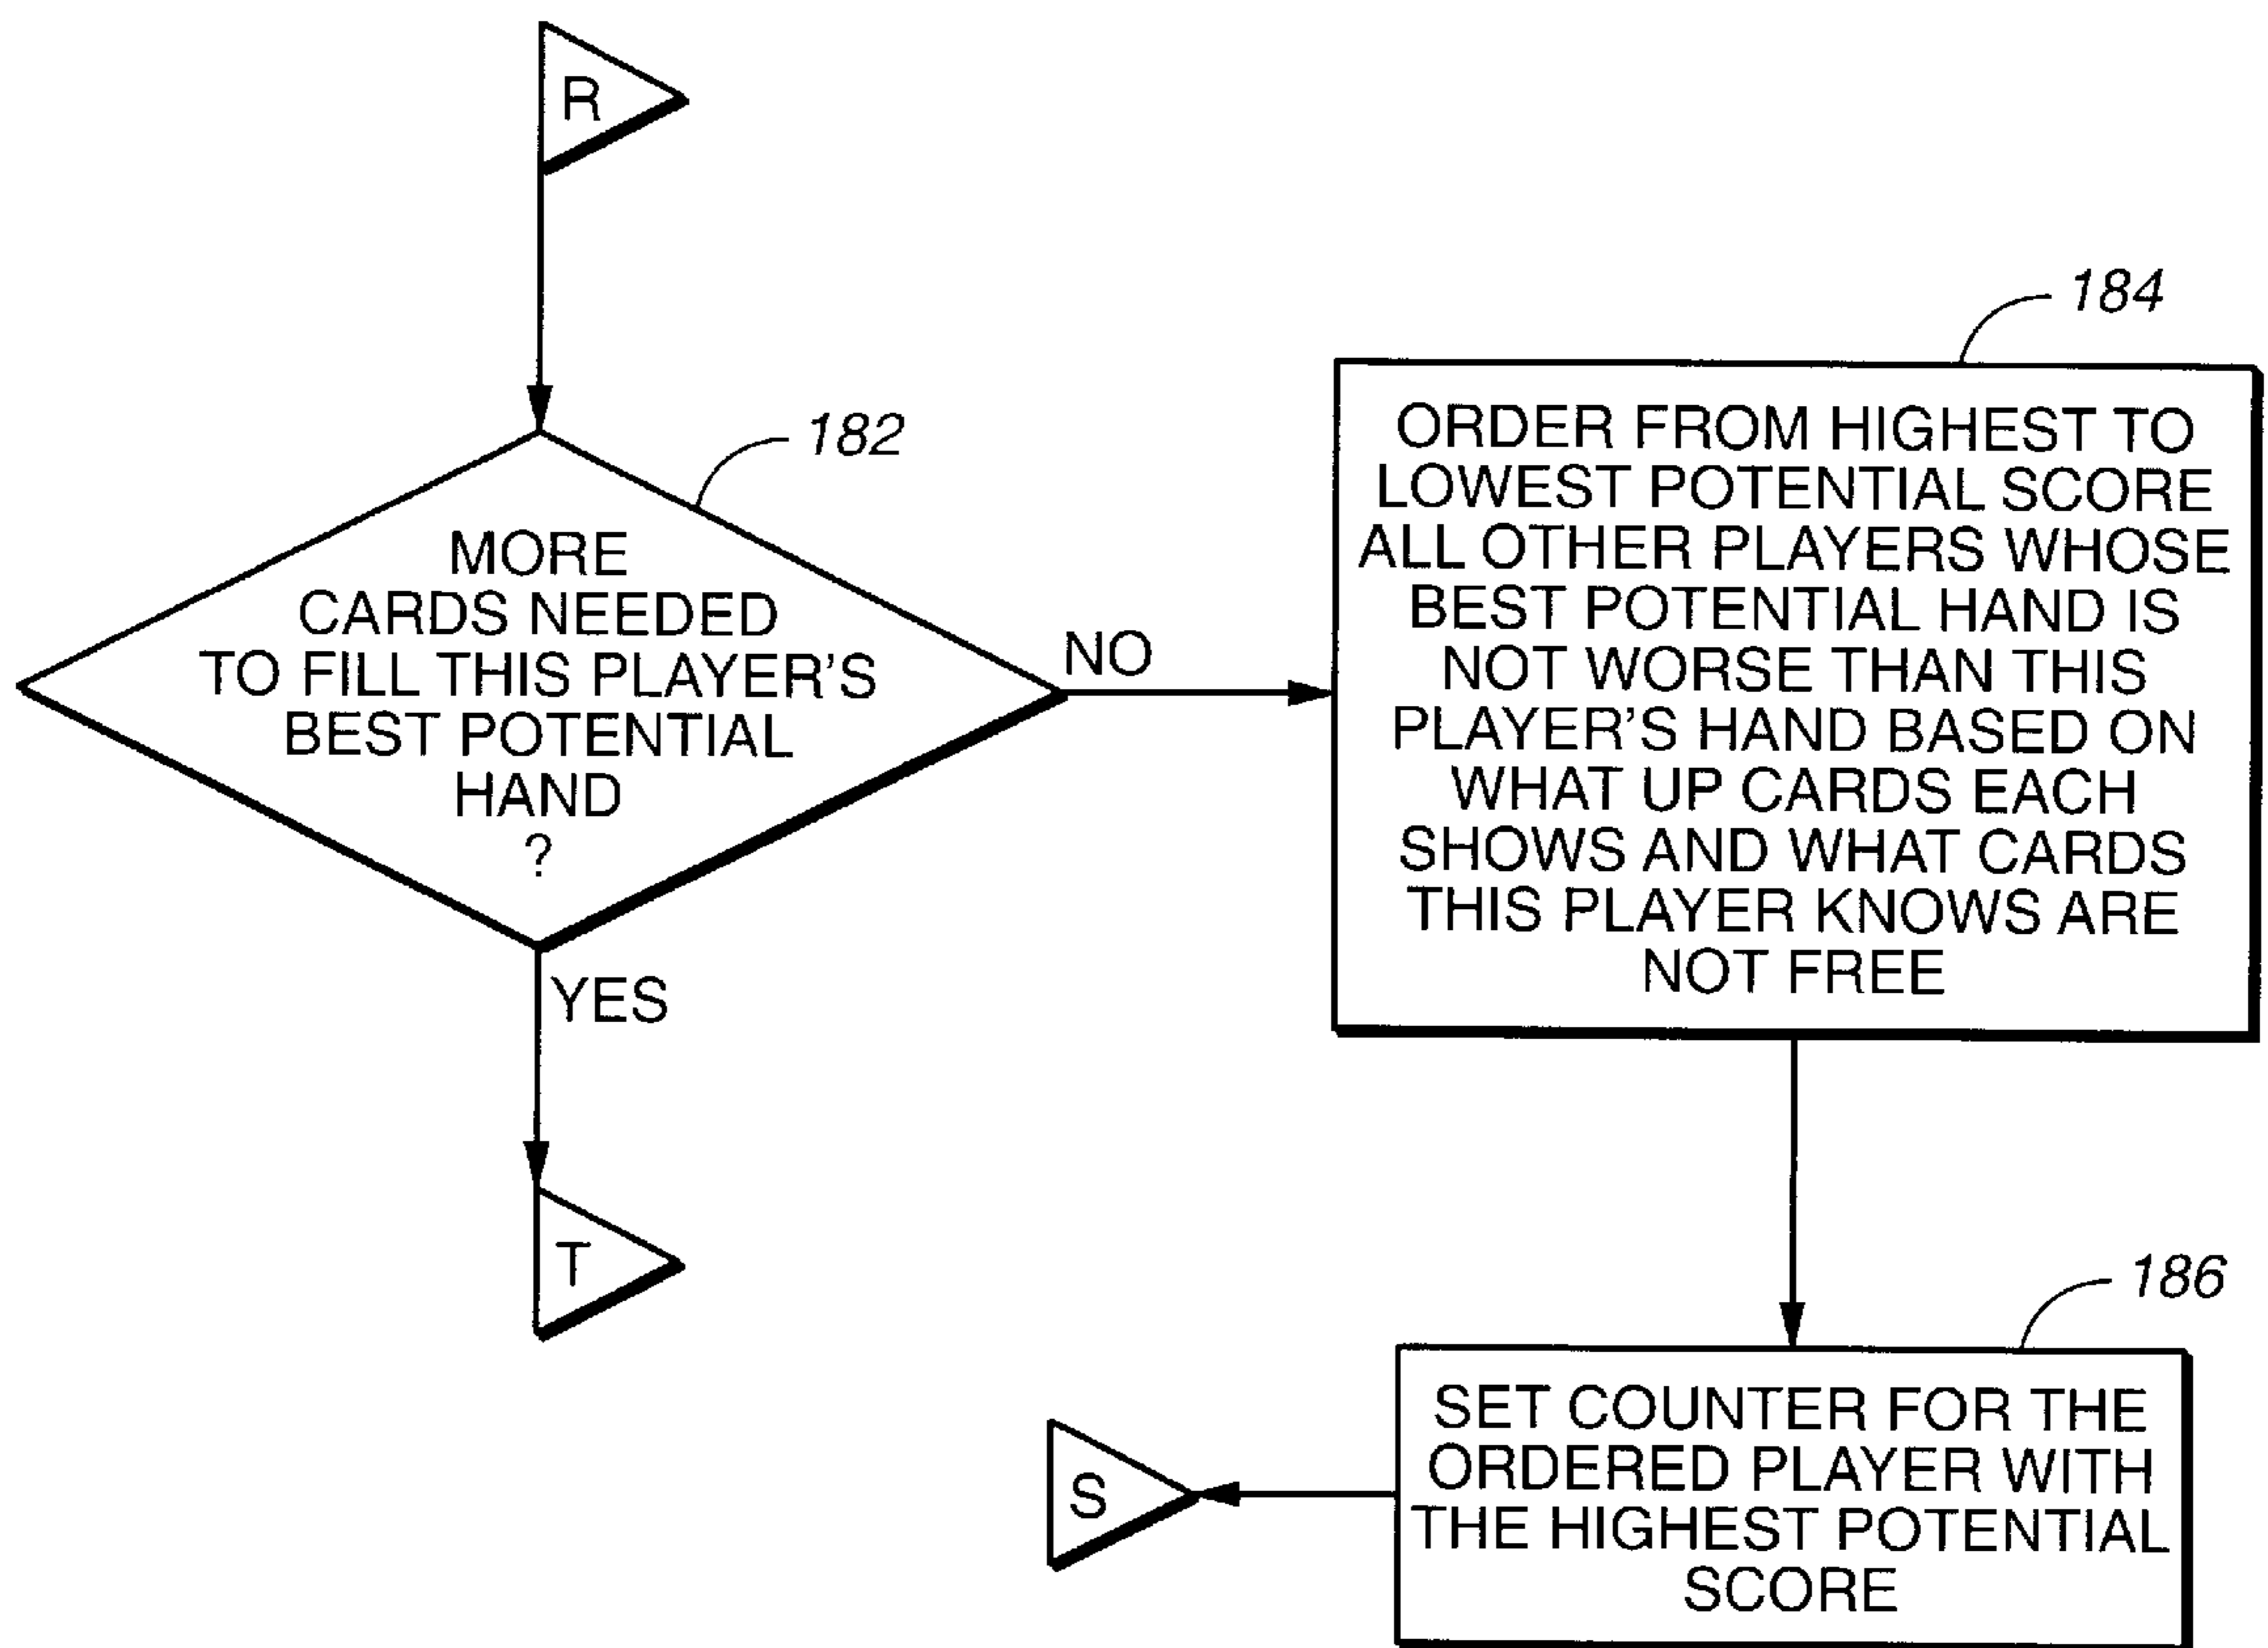 R
182
MORE
CARDS NEEDED
TO FILL THIS PLAYER'S
BEST POTENTIAL
HAND
?
NO
YES
T
184
ORDER FROM HIGHEST TO
LOWEST POTENTIAL SCORE
ALL OTHER PLAYERS WHOSE
BEST POTENTIAL HAND IS
NOT WORSE THAN THIS
PLAYER'S HAND BASED ON
WHAT UP CARDS EACH
SHOWS AND WHAT CARDS
THIS PLAYER KNOWS ARE
NOT FREE
186
SET COUNTER FOR THE
ORDERED PLAYER WITH
THE HIGHEST POTENTIAL
SCORE
S